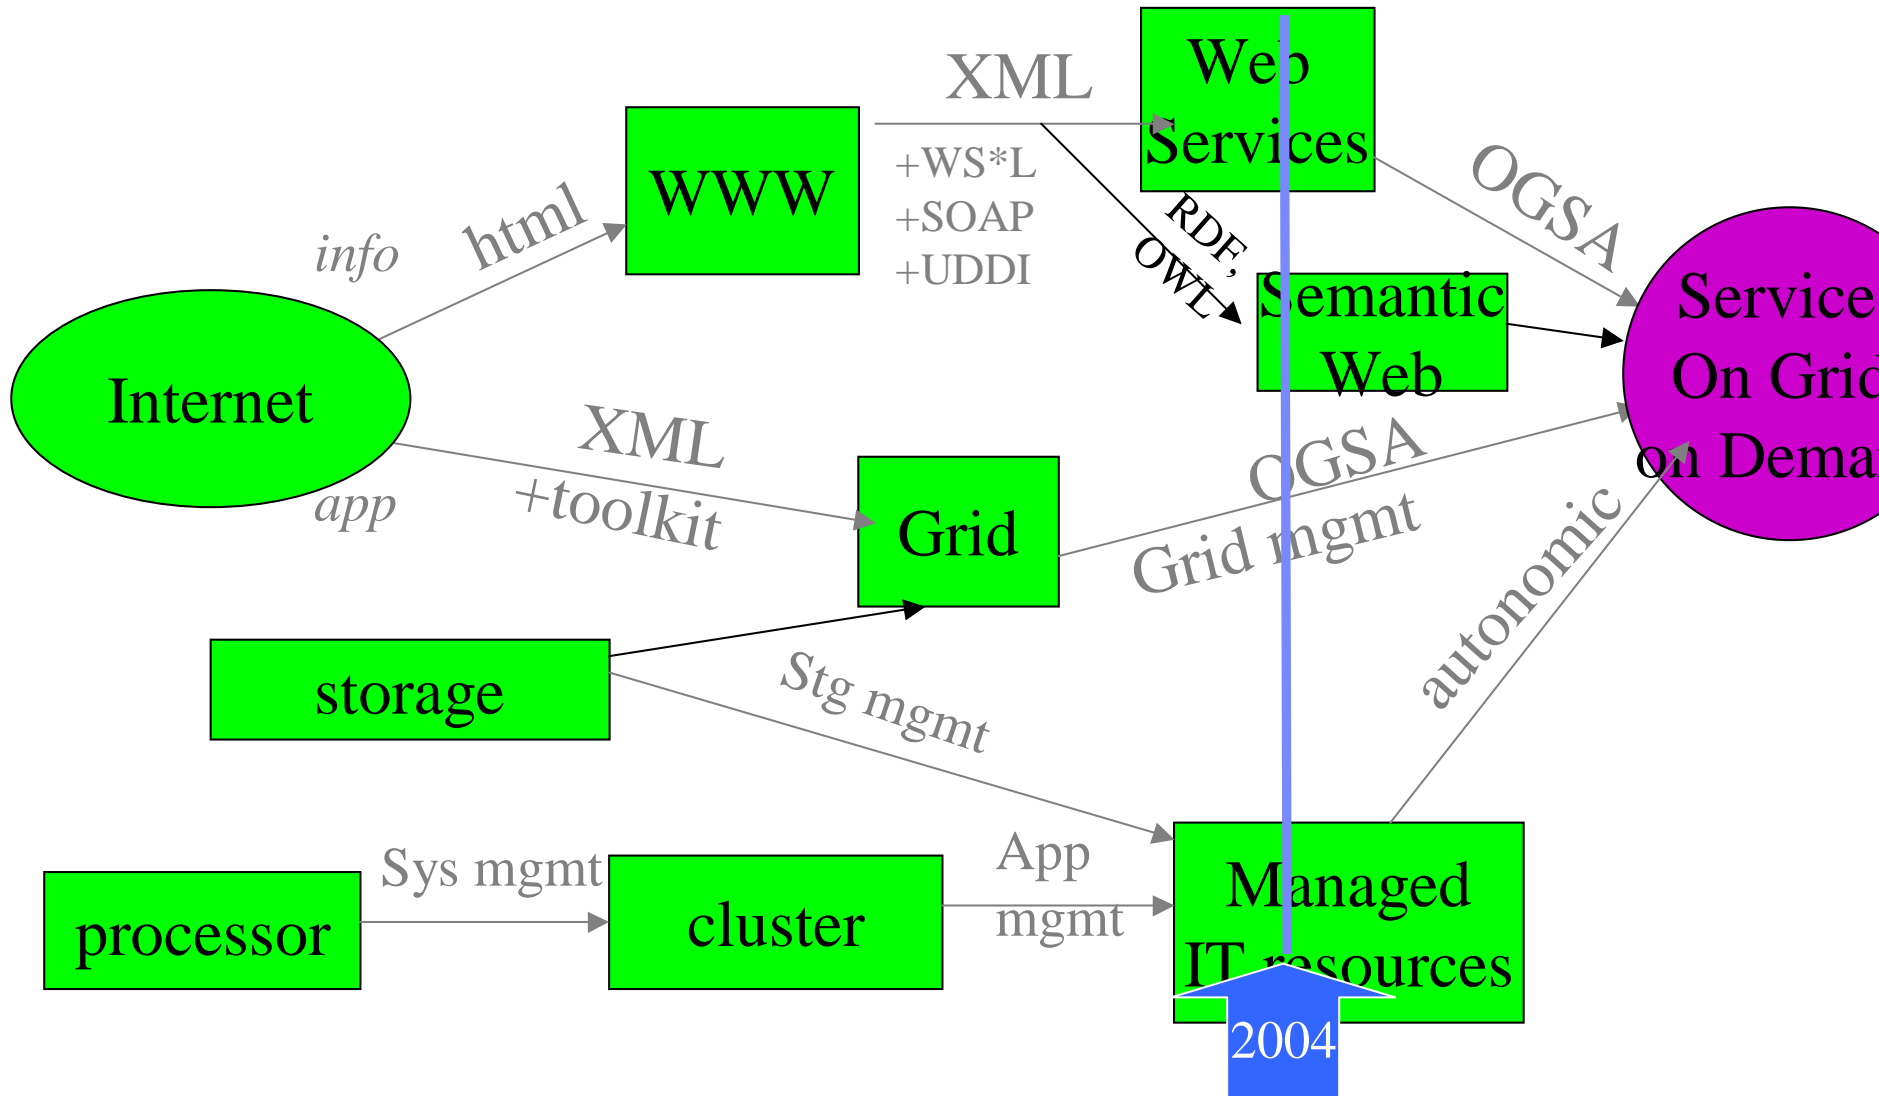 Web
Services
XML
WWW
+WS*L
+SOAP
+UDDI
OGSA
html
info
RDF,
OWL
Semantic
Web
Service
On Grid
on Dema
Internet
XML
+toolkit
app
Grid
OGSA
Grid mgmt
autonomic
storage
Stg mgmt
Sys mgmt
App
mgmt
processor
cluster
Managed
IT resources
2004